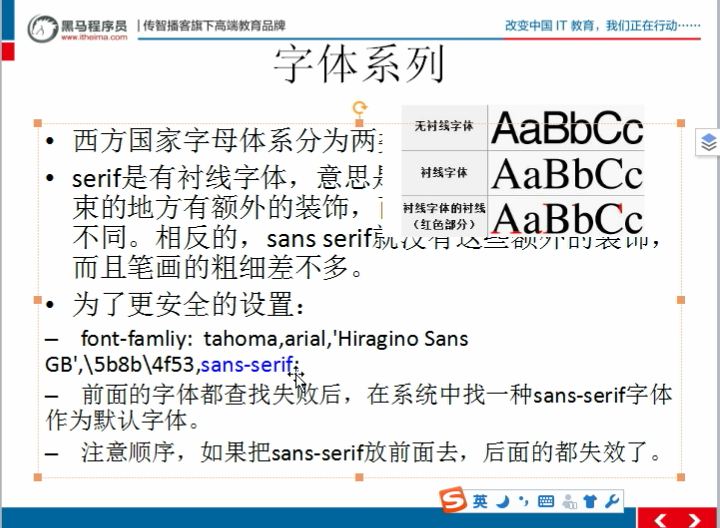 黑马程序员
www.itheima.com
传智播客旗下高端教育品牌
改变中国 IT 教育，我们正在行动……
字体系列
• 西方国家字母体系分为两
• serif是有衬线字体，意思是
束的地方有额外的装饰，
不同。相反的，sans serif就没有这些额外的装饰，
而且笔画的粗细差不多。
• 为了更安全的设置：
– font-famliy: tahoma,arial,'Hiragino Sans
GB',\5b8b\4f53,sans-serif;
– 前面的字体都查找失败后，在系统中找一种sans-serif字体
作为默认字体。
– 注意顺序，如果把sans-serif放前面去，后面的都失效了。
无衬线字体 AaBbCc
衬线字体 AaBbCc
衬线字体的衬线
（红色部分） AaBbCc
S 英